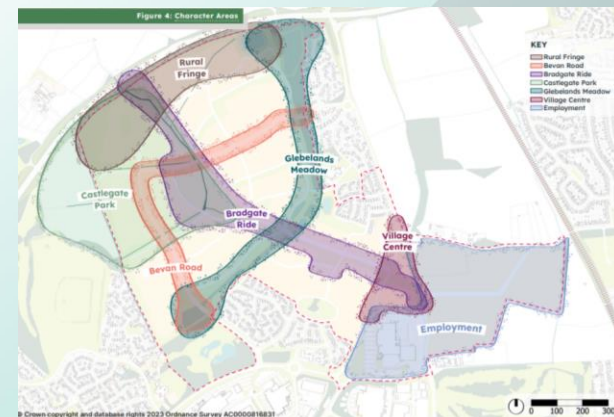 Figure 4: Character Areas
KEY
Rural Fringe
Bevan Road
Bradgate Ride
Castlegate Park
Glebelands Meadow
Village Centre
Employment
Rural
Fringe
Glebelands
Meadow
Castlegate
Park
Bradgate
Ride
Village
Centre
Bevan Road
Employment
© Crown copyright and database rights 2023 Ordnance Survey AC0000816831
0 100 200 300